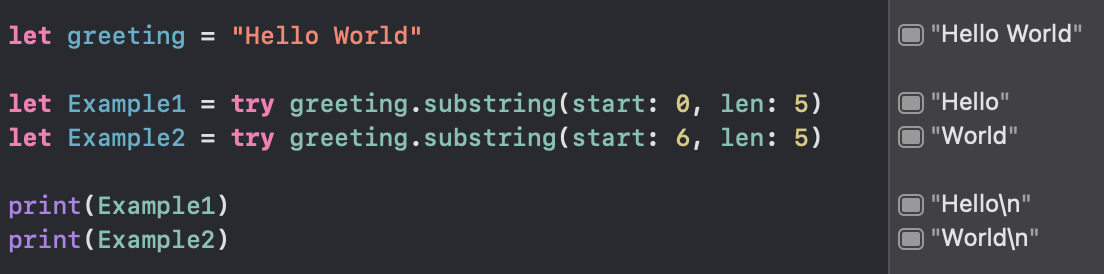 let greeting = "Hello World"
"Hello World"
let Example1 = try greeting.substring(start: 0, len: 5)
"Hello"
let Example2 = try greeting.substring(start: 6, len: 5)
"World"
print(Example1)
"Hello\n"
print(Example2)
"World\n"